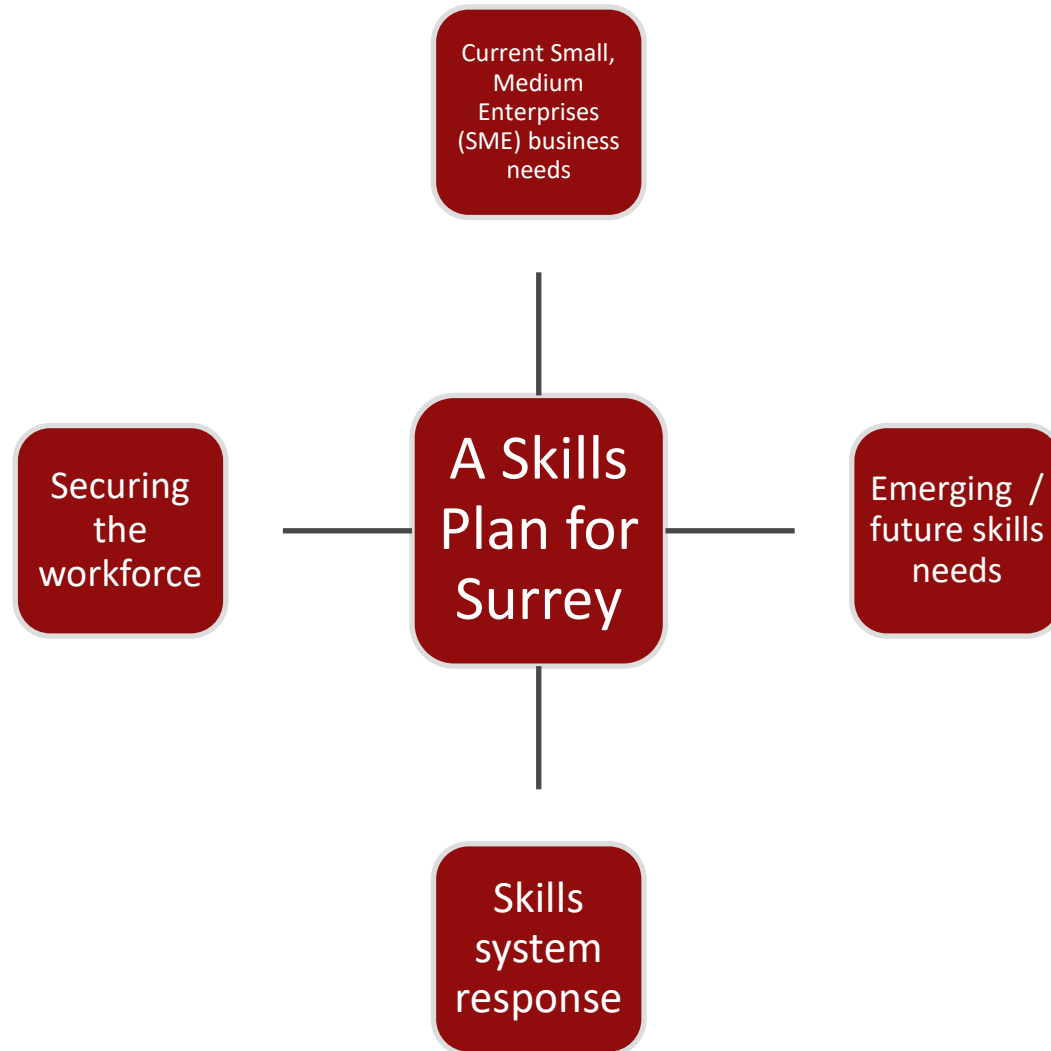 Current Small,
Medium
Enterprises
(SME) business
needs
Securing
the
workforce
A Skills
Plan for
Surrey
Emerging /
future skills
needs
Skills
system
response